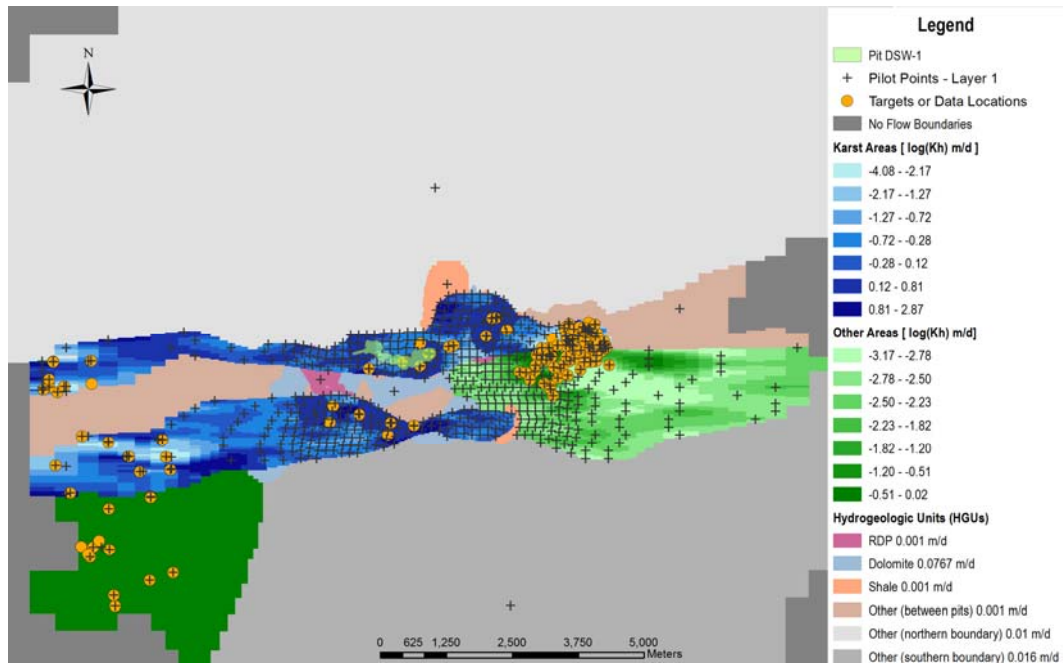 N
Legend
Pit DSW-1
Pilot Points - Layer 1
Targets or Data Locations
No Flow Boundaries
Karst Areas [ log(Kh) m/d ]
-4.08 - -2.17
-2.17 - -1.27
-1.27 - -0.72
-0.72 - -0.28
-0.28 - 0.12
0.12 - 0.81
0.81 - 2.87
Other Areas [log(Kh) m/d]
-3.17 - -2.78
-2.78 - -2.50
-2.50 - -2.23
-2.23 - -1.82
-1.82 - -1.20
-1.20 - -0.51
-0.51 - 0.02
Hydrogeologic Units (HGUs)
RDP 0.001 m/d
Dolomite 0.0767 m/d
Shale 0.001 m/d
Other (between pits) 0.001 m/d
Other (northern boundary) 0.01 m/d
Other (southern boundary) 0.016 m/d
0 625 1,250 2,500 3,750 5,000
Meters